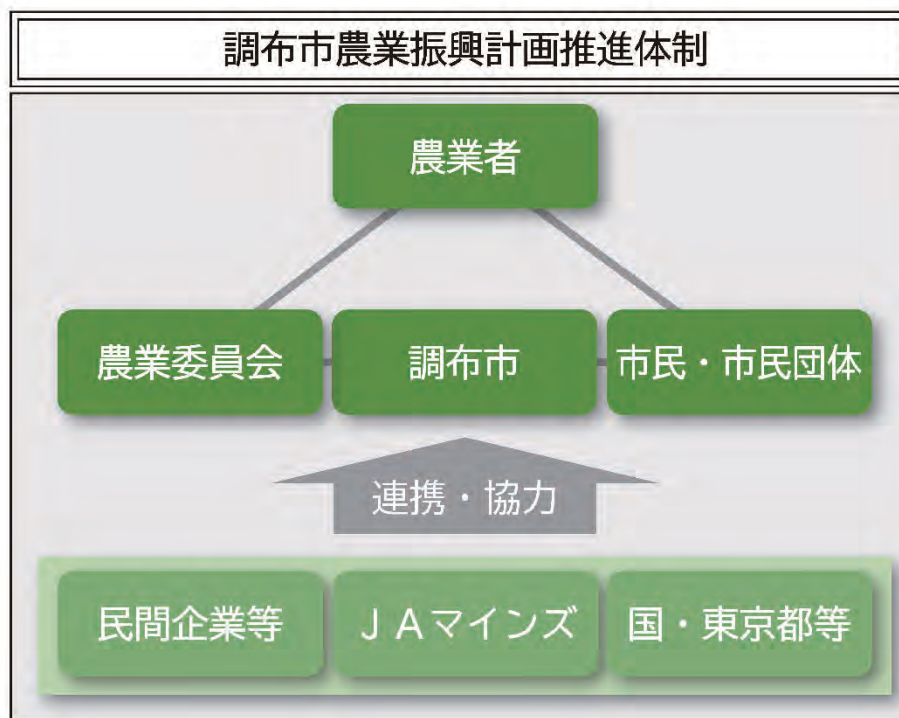 調布市農業振興計画推進体制
農業者
農業委員会
調布市
市民・市民団体
連携・協力
民間企業等
ＪＡマインズ
国・東京都等